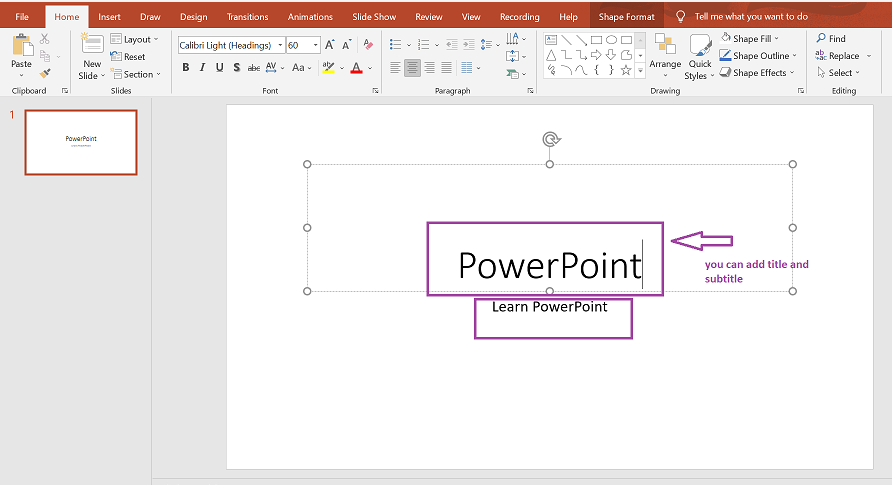 File Home Insert Draw Design Transitions Animations Slide Show Review View Recording Help Shape Format Tell me what you want to do
Paste
Clipboard
New
Slide
Layout
Reset
Section
Slides
Calibri Light (Headings) 60 A A A
B I U S abc AV Aa ab A
Font
Paragraph
Arrange
Quick
Styles
Shape Fill
Shape Outline
Shape Effects
Drawing
Find
Replace
Select
Editing
1
PowerPoint
PowerPoint
you can add title and
subtitle
Learn PowerPoint